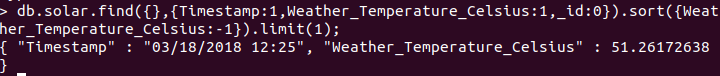 > db.solar.find({},{Timestamp:1,Weather_Temperature_Celsius:1,_id:0}).sort({Weat
her_Temperature_Celsius:-1}).limit(1);
{ "Timestamp" : "03/18/2018 12:25", "Weather_Temperature_Celsius" : 51.26172638
}